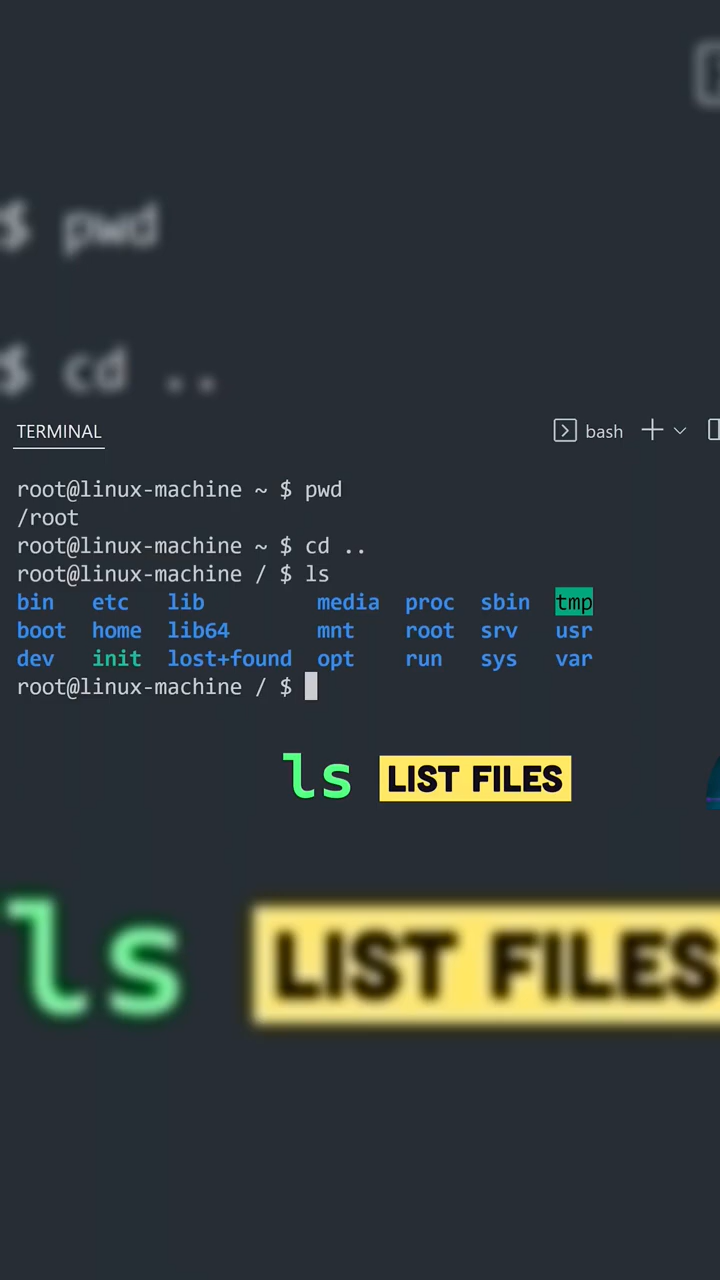 $ pwd
$ cd ..
TERMINAL
bash
root@linux-machine ~ $ pwd
/root
root@linux-machine ~ $ cd ..
root@linux-machine / $ ls
bin etc lib media proc sbin tmp
boot home lib64 mnt root srv usr
dev init lost+found opt run sys var
root@linux-machine / $
ls LIST FILES
ls LIST FILES